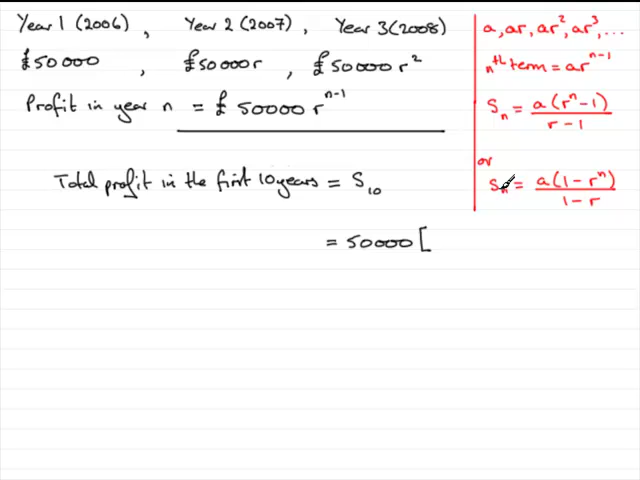 Year 1 (2006), Year 2 (2007), Year 3 (2008)
£50000, £50000r, £50000r²
Profit in year n = £50000r^(n-1)
Total profit in the first 10 years = S₁₀
= 50000 [
a, ar, ar², ar³, ...
nth term = ar^(n-1)
Sₙ = a(rⁿ-1) / r-1
or
Sₙ = a(1-rⁿ) / 1-r